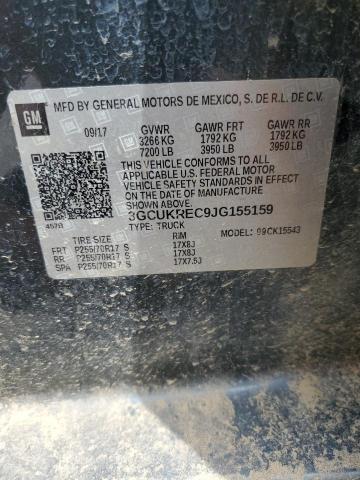 GM
MFD BY GENERAL MOTORS DE MEXICO, S. DE R.L. DE C.V.
09/17 GVWR GAWR FRT GAWR RR
3266 KG 1792 KG 1792 KG
7200 LB 3950 LB 3950 LB
THIS VEHICLE CONFORMS TO ALL
APPLICABLE U.S. FEDERAL MOTOR
VEHICLE SAFETY STANDARDS IN
EFFECT ON THE DATE OF
MANUFACTURE SHOWN ABOVE.
3GCUKREC9JG155159
TYPE: TRUCK MODEL:
TIRE SIZE RIM
FRT P255/70R17 S 17X8J
RR P255/70R17 S 17X8J
SPA P255/70R17 S 17X7.5J